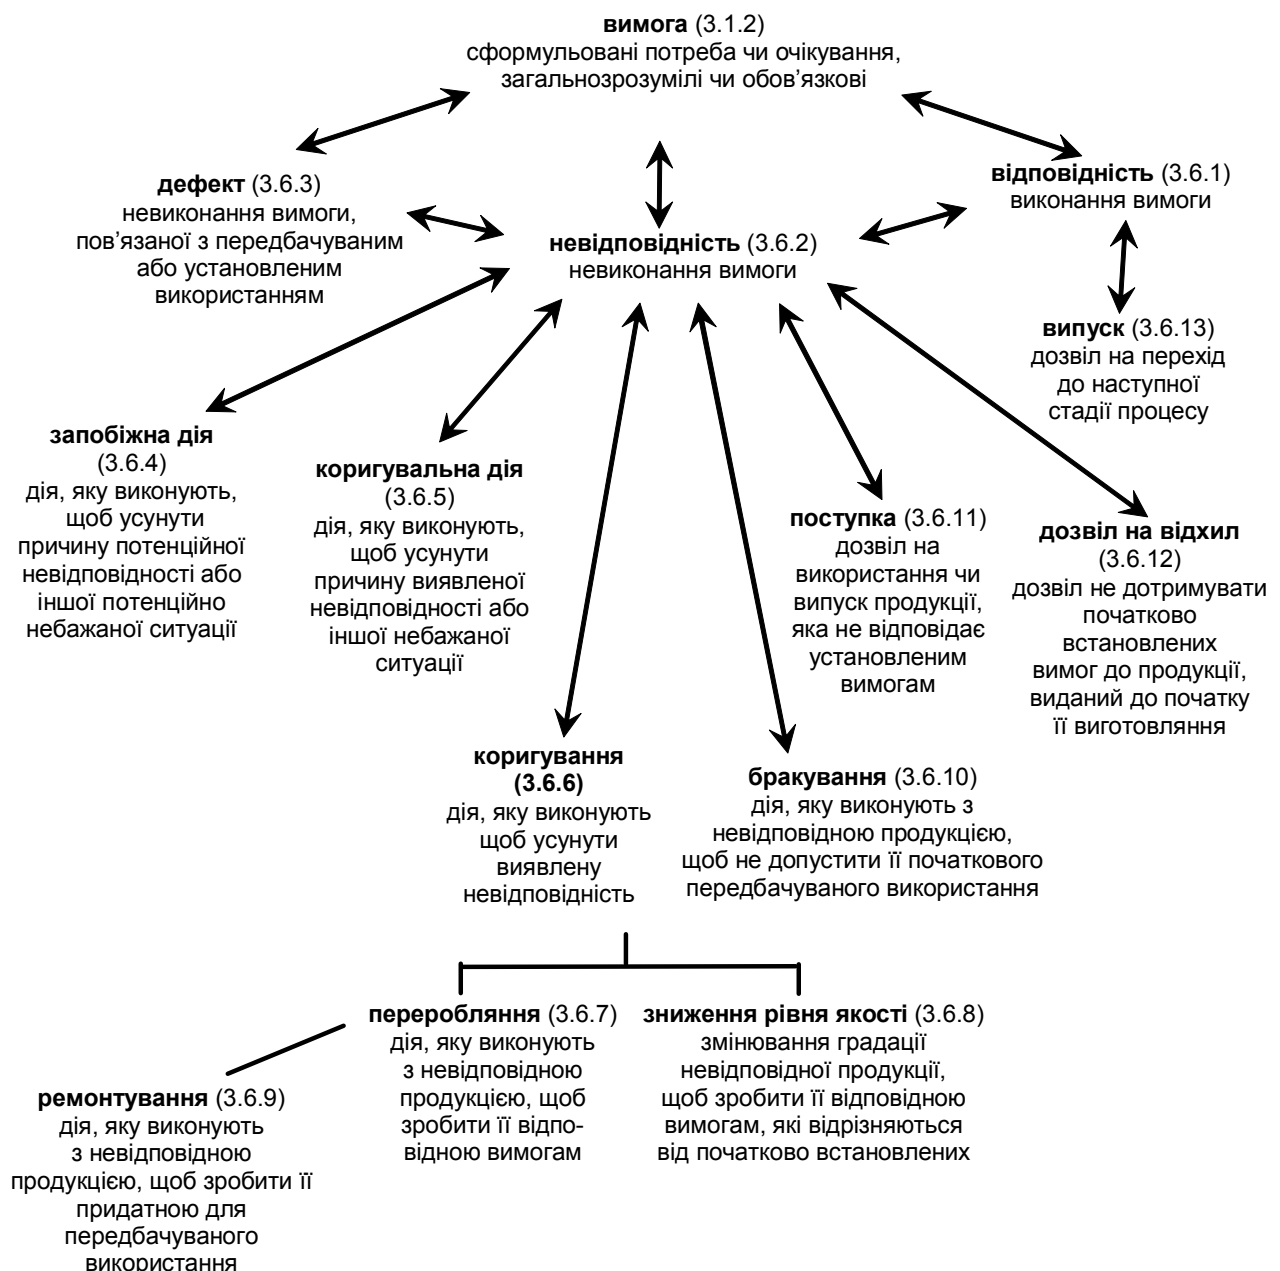 вимога (3.1.2)
сформульовані потреба чи очікування,
загальнозрозумілі чи обов’язкові
дефект (3.6.3)
невиконання вимоги,
пов’язаної з передбачуваним
або установленим
використанням
невідповідність (3.6.2)
невиконання вимоги
відповідність (3.6.1)
виконання вимоги
випуск (3.6.13)
дозвіл на перехід
до наступної
стадії процесу
запобіжна дія
(3.6.4)
дія, яку виконують,
щоб усунути
причину потенційної
невідповідності або
іншої потенційно
небажаної ситуації
коригувальна дія
(3.6.5)
дія, яку виконують,
щоб усунути
причину виявленої
невідповідності або
іншої небажаної
ситуації
поступка (3.6.11)
дозвіл на
використання чи
випуск продукції,
яка не відповідає
установленим
вимогам
дозвіл на відхил
(3.6.12)
дозвіл не дотримувати
початково
встановлених
вимог до продукції,
виданий до початку
її виготовляння
коригування
(3.6.6)
дія, яку виконують
щоб усунути
виявлену
невідповідність
бракування (3.6.10)
дія, яку виконують з
невідповідною продукцією,
щоб не допустити її початкового
передбачуваного використання
переробляння (3.6.7)
дія, яку виконують
з невідповідною
продукцією, щоб
зробити її відпо-
відною вимогам
зниження рівня якості (3.6.8)
змінювання градації
невідповідної продукції,
щоб зробити її відповідною
вимогам, які відрізняються
від початково встановлених
ремонтування (3.6.9)
дія, яку виконують
з невідповідною
продукцією, щоб зробити її
придатною для
передбачуваного
використання